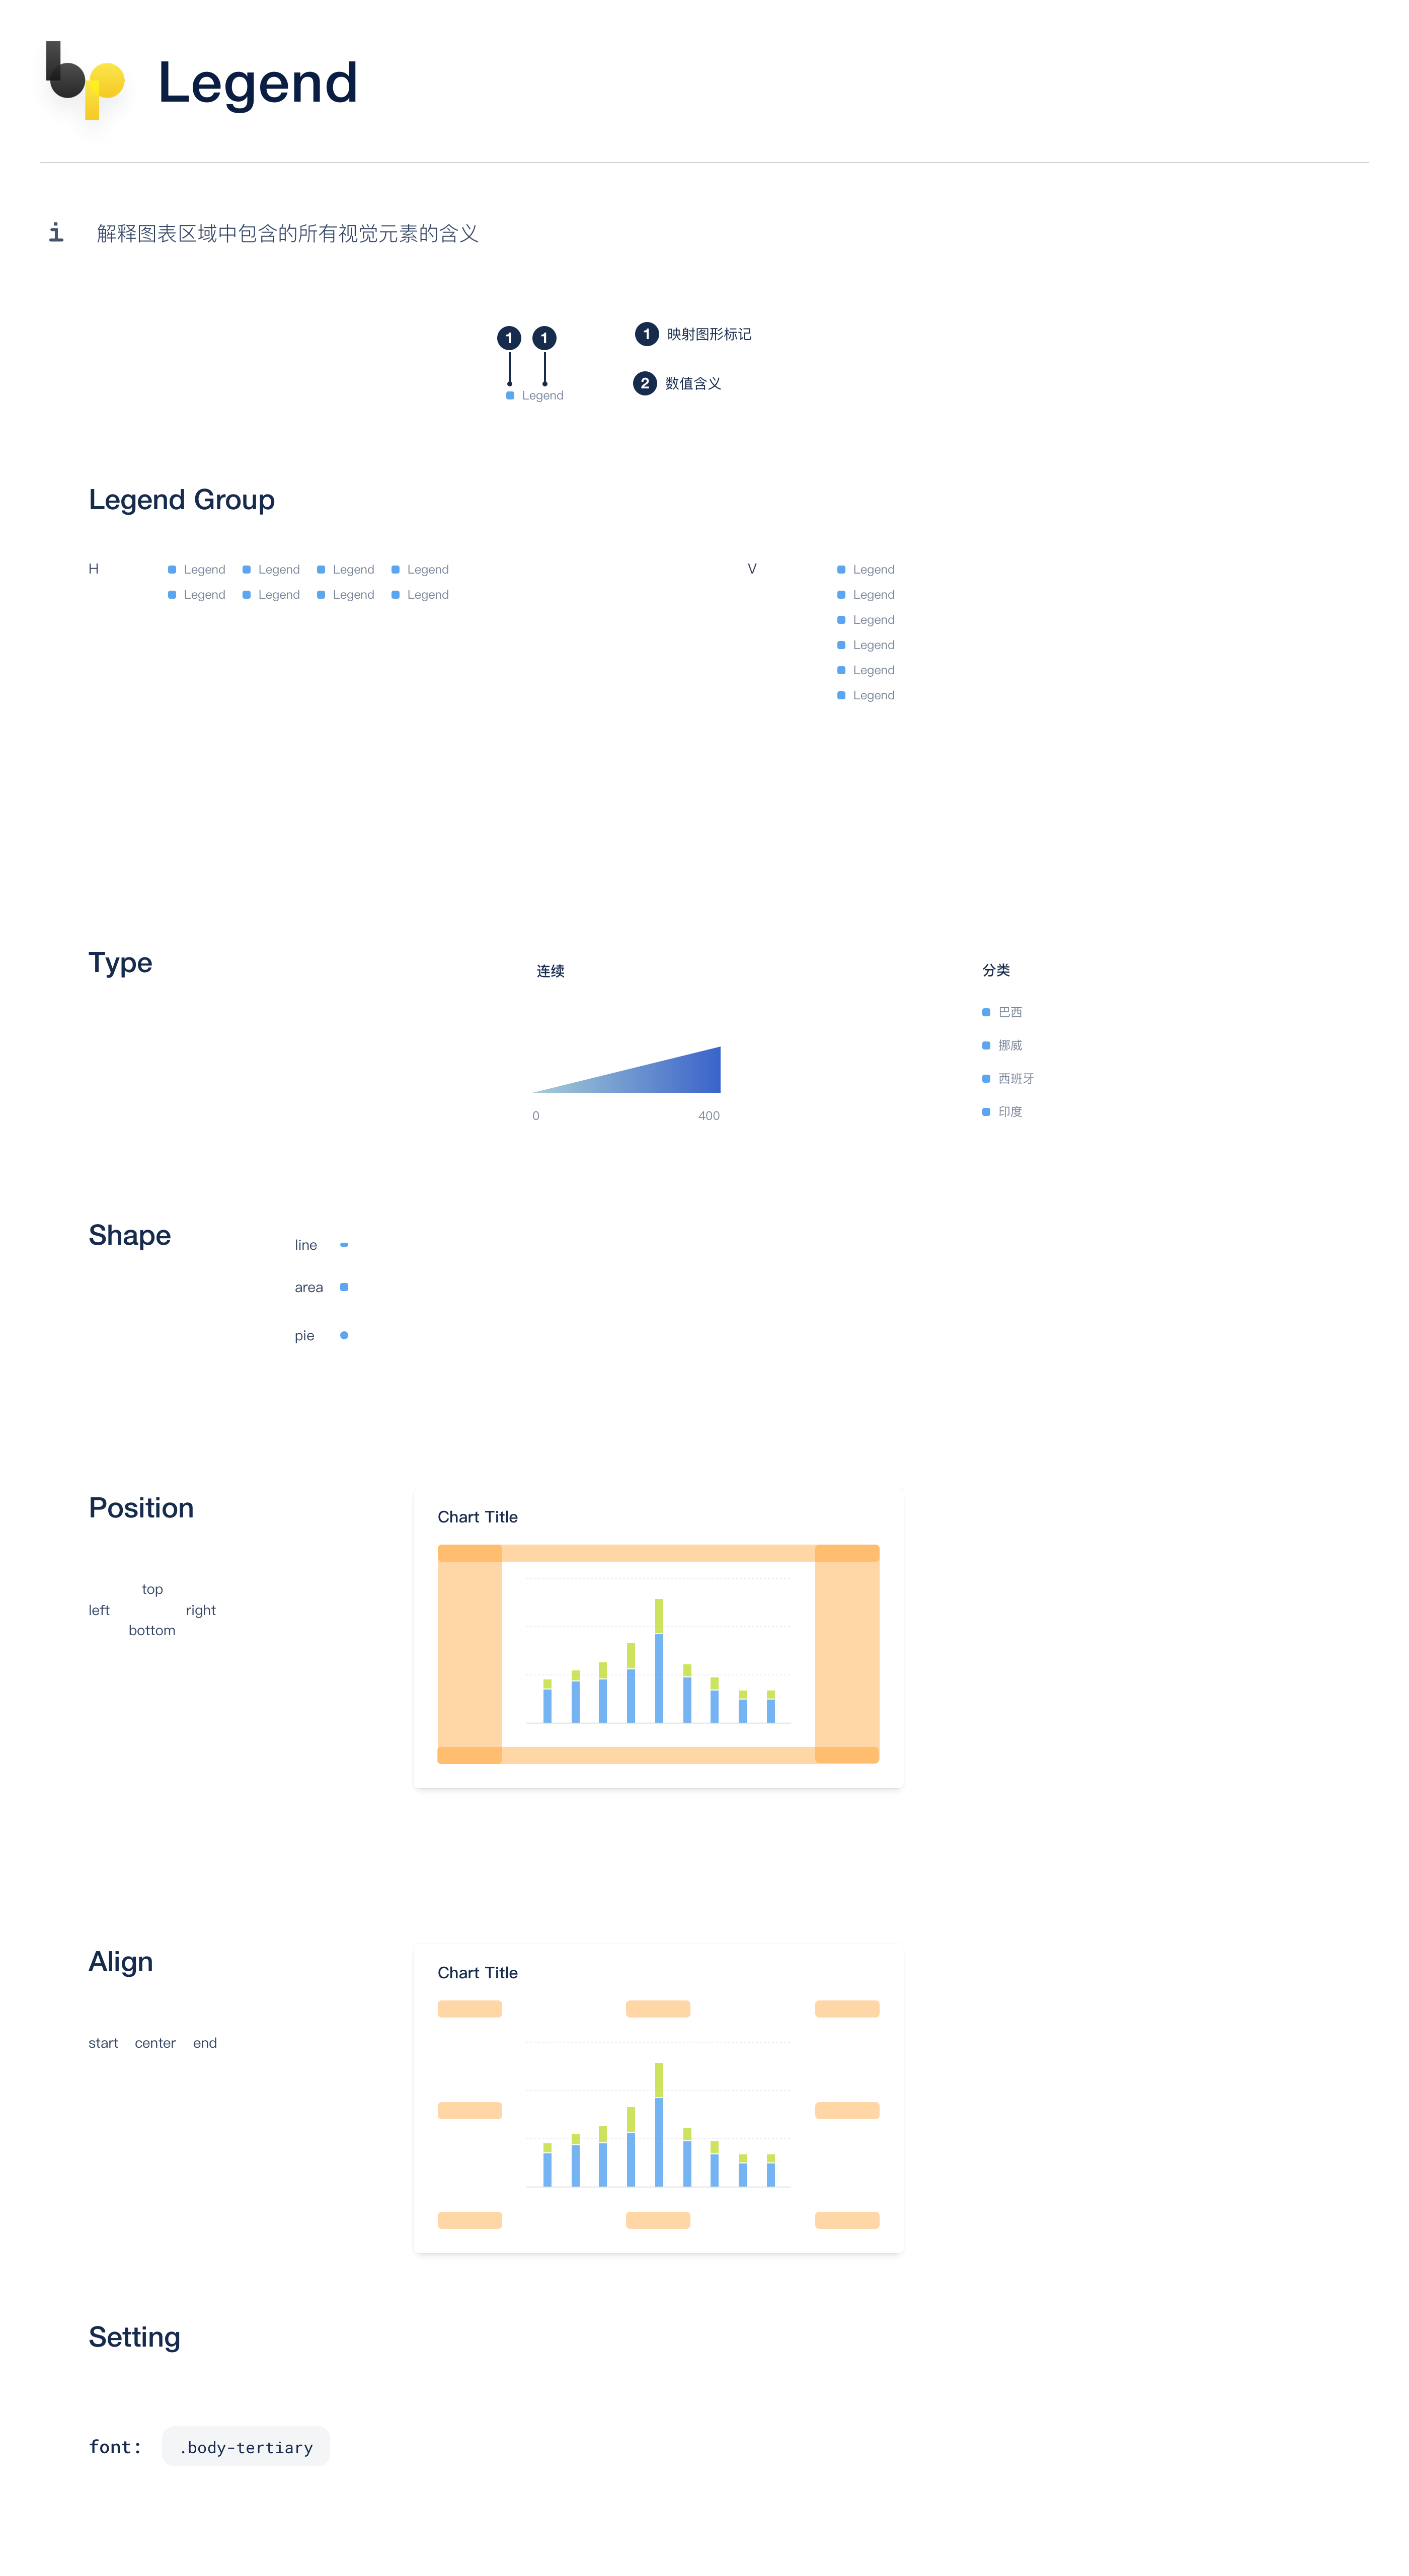 bp Legend
i 解释图表区域中包含的所有视觉元素的含义
1 1
Legend
1 映射图形标记
2 数值含义
Legend Group
H
Legend Legend Legend Legend
Legend Legend Legend Legend
V
Legend
Legend
Legend
Legend
Legend
Legend
Type
连续
0 400
分类
巴西
挪威
西班牙
印度
Shape
line
area
pie
Position
top
left right
bottom
Chart Title
Align
start center end
Chart Title
Setting
font: .body-tertiary